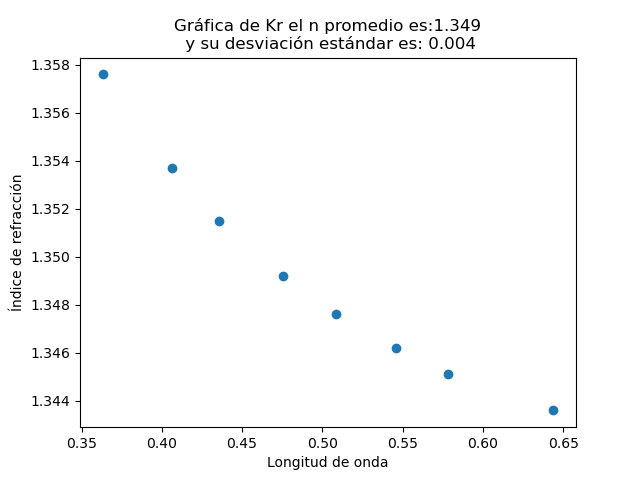 Gráfica de Kr el n promedio es:1.349
y su desviación estándar es: 0.004
1.358
1.356
1.354
1.352
1.350
1.348
1.346
1.344
Índice de refracción
0.35 0.40 0.45 0.50 0.55 0.60 0.65
Longitud de onda